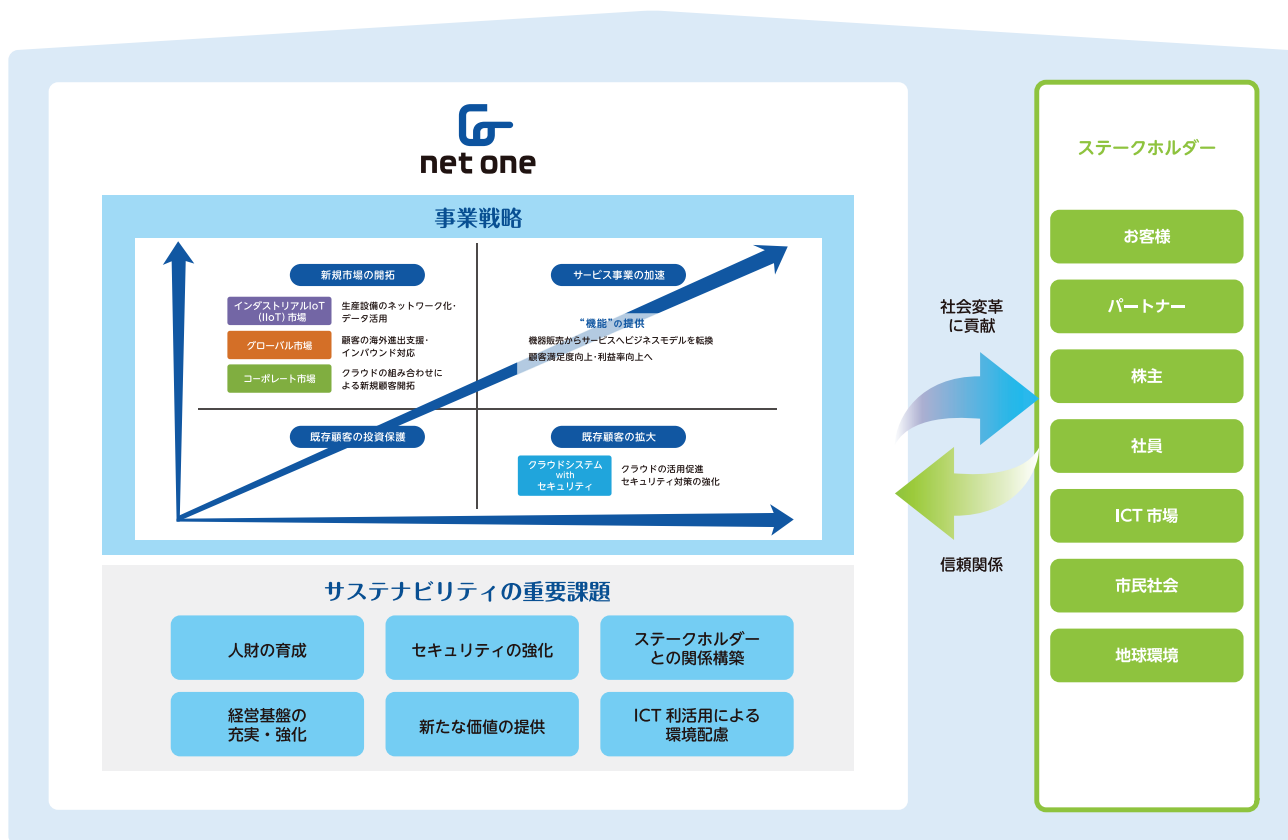 net one
事業戦略
新規市場の開拓
インダストリアルIoT
(IIoT) 市場
生産設備のネットワーク化・
データ活用
グローバル市場
顧客の海外進出支援・
インバウンド対応
コーポレート市場
クラウドの組み合わせに
よる新規顧客開拓
サービス事業の加速
“機能”の提供
機器販売からサービスへビジネスモデルを転換
顧客満足度向上・利益率向上へ
既存顧客の投資保護
既存顧客の拡大
クラウドシステム
with
セキュリティ
クラウドの活用促進
セキュリティ対策の強化
サステナビリティの重要課題
人財の育成
セキュリティの強化
ステークホルダー
との関係構築
経営基盤の
充実・強化
新たな価値の提供
ICT 利活用による
環境配慮
社会変革
に貢献
信頼関係
ステークホルダー
お客様
パートナー
株主
社員
ICT 市場
市民社会
地球環境